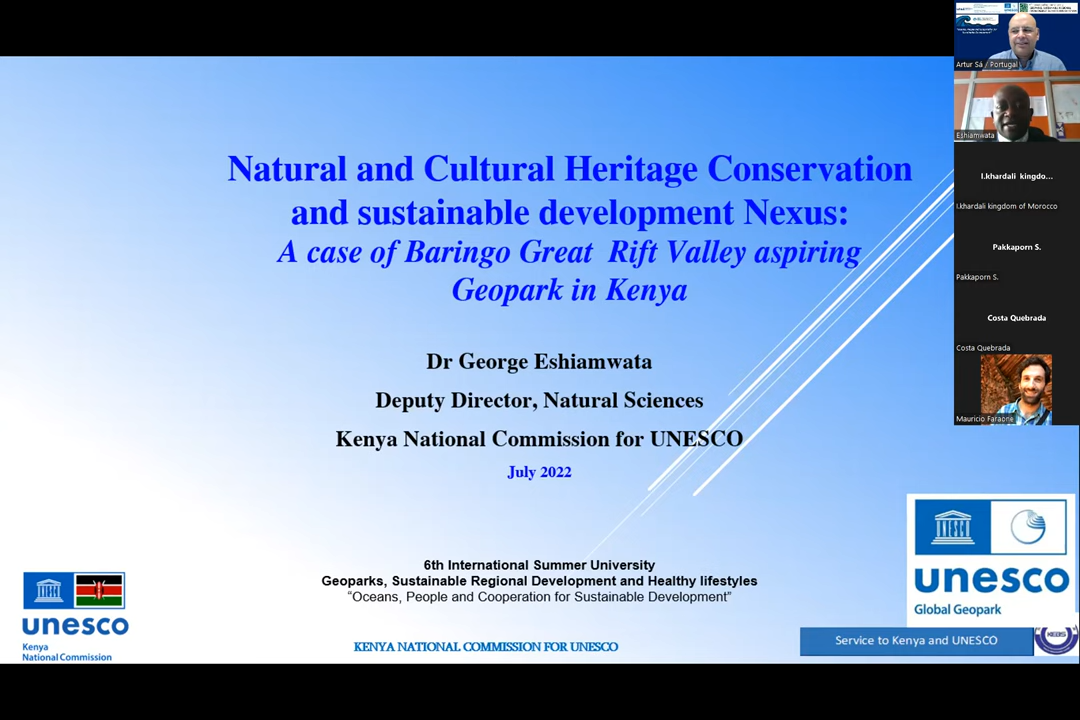 Natural and Cultural Heritage Conservation
and sustainable development Nexus:
A case of Baringo Great Rift Valley aspiring
Geopark in Kenya
Dr George Eshiamwata
Deputy Director, Natural Sciences
Kenya National Commission for UNESCO
July 2022
6th International Summer University
Geoparks, Sustainable Regional Development and Healthy lifestyles
“Oceans, People and Cooperation for Sustainable Development”
KENYA NATIONAL COMMISSION FOR UNESCO
unesco
Kenya
National Commission
UNESCO
unesco
Global Geopark
Service to Kenya and UNESCO
Artur Sá / Portugal
Eshiamwata
I.khardali kingdo...
I.khardali kingdom of Morocco
Pakkaporn S.
Pakkaporn S.
Costa Quebrada
Costa Quebrada
Mauricio Faraone